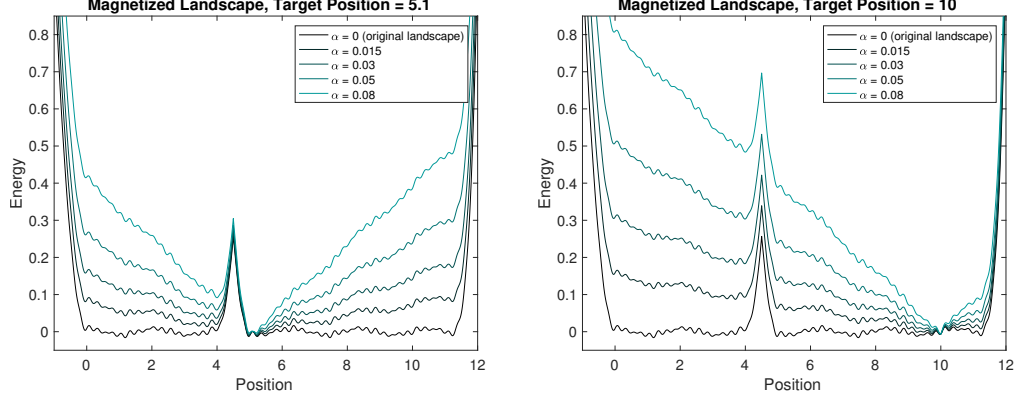 Magnetized Landscape, Target Position = 5.1
α = 0 (original landscape)
α = 0.015
α = 0.03
α = 0.05
α = 0.08
Energy
0.8
0.7
0.6
0.5
0.4
0.3
0.2
0.1
0
0 2 4 6 8 10 12
Position
Magnetized Landscape, Target Position = 10
α = 0 (original landscape)
α = 0.015
α = 0.03
α = 0.05
α = 0.08
Energy
0.8
0.7
0.6
0.5
0.4
0.3
0.2
0.1
0
0 2 4 6 8 10 12
Position